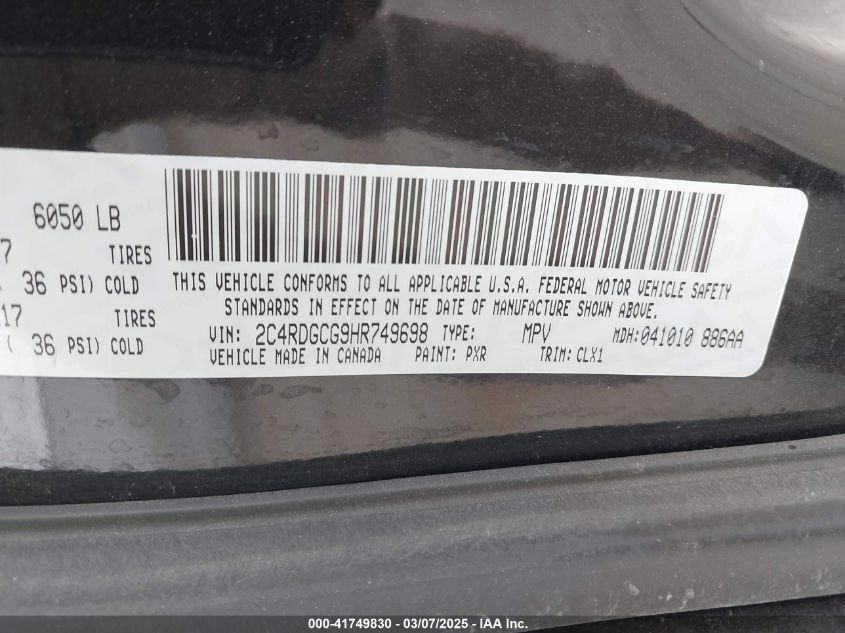 6050 LB
7 TIRES
36 PSI) COLD
17 TIRES
( 36 PSI) COLD
THIS VEHICLE CONFORMS TO ALL APPLICABLE U.S.A. FEDERAL MOTOR VEHICLE SAFETY
STANDARDS IN EFFECT ON THE DATE OF MANUFACTURE SHOWN ABOVE.
VIN: 2C4RDGCG9HR749698 TYPE: MPV MDH:041010 886AA
VEHICLE MADE IN CANADA PAINT: PXR TRIM: CLX1
000-41749830 - 03/07/2025 - IAA Inc.